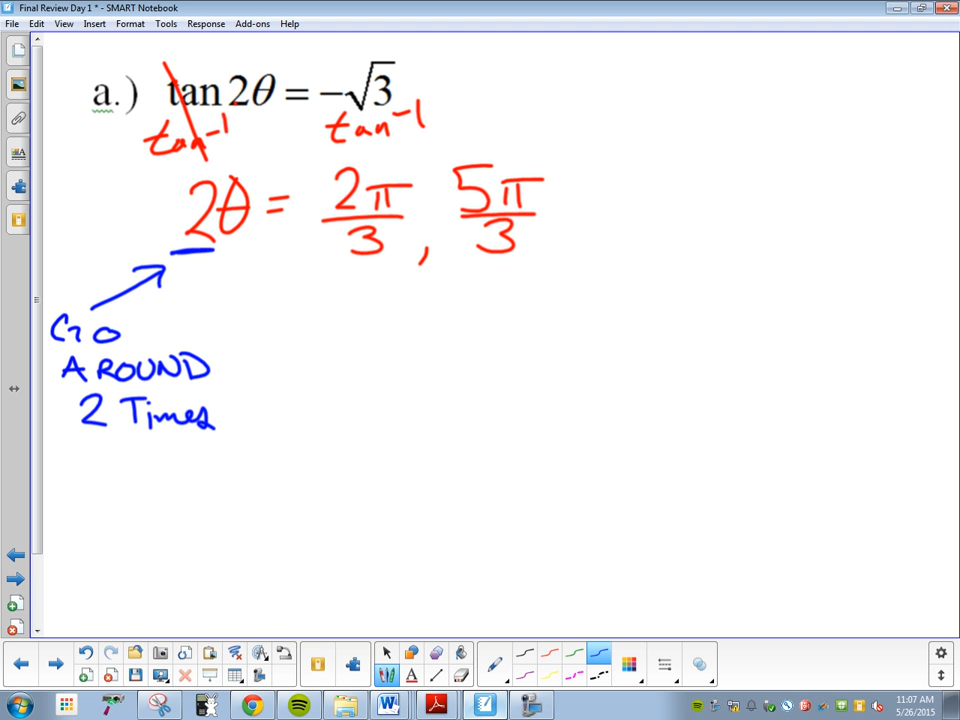 Final Review Day 1 * - SMART Notebook
File Edit View Insert Format Tools Response Add-ons Help
a.) tan 2θ = −√3
tan⁻¹ tan⁻¹
2θ = 2π/3 , 5π/3
GO
AROUND
2 Times
11:07 AM
5/26/2015